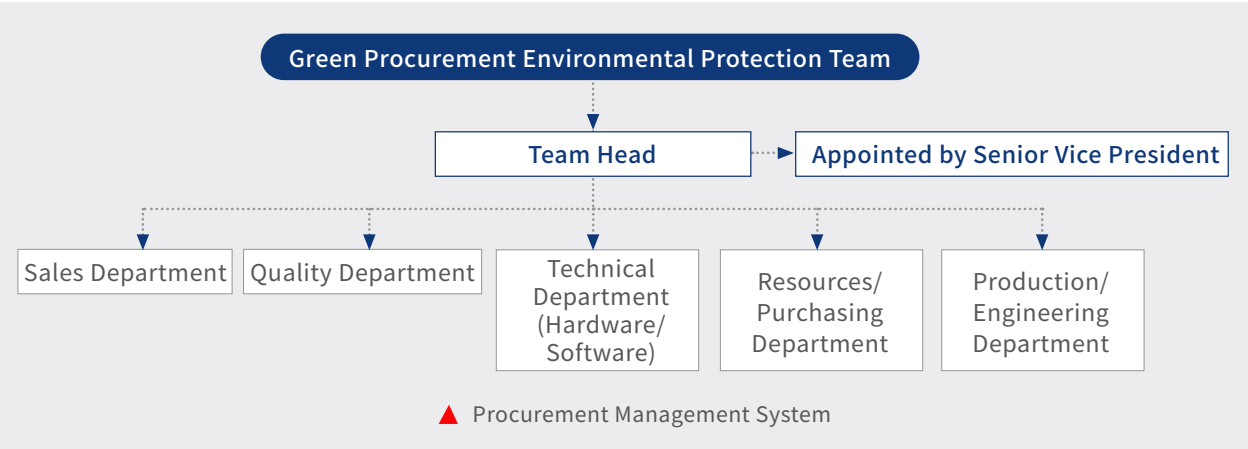 Green Procurement Environmental Protection Team
Team Head
Appointed by Senior Vice President
Sales Department
Quality Department
Technical
Department
(Hardware/
Software)
Resources/
Purchasing
Department
Production/
Engineering
Department
▲ Procurement Management System